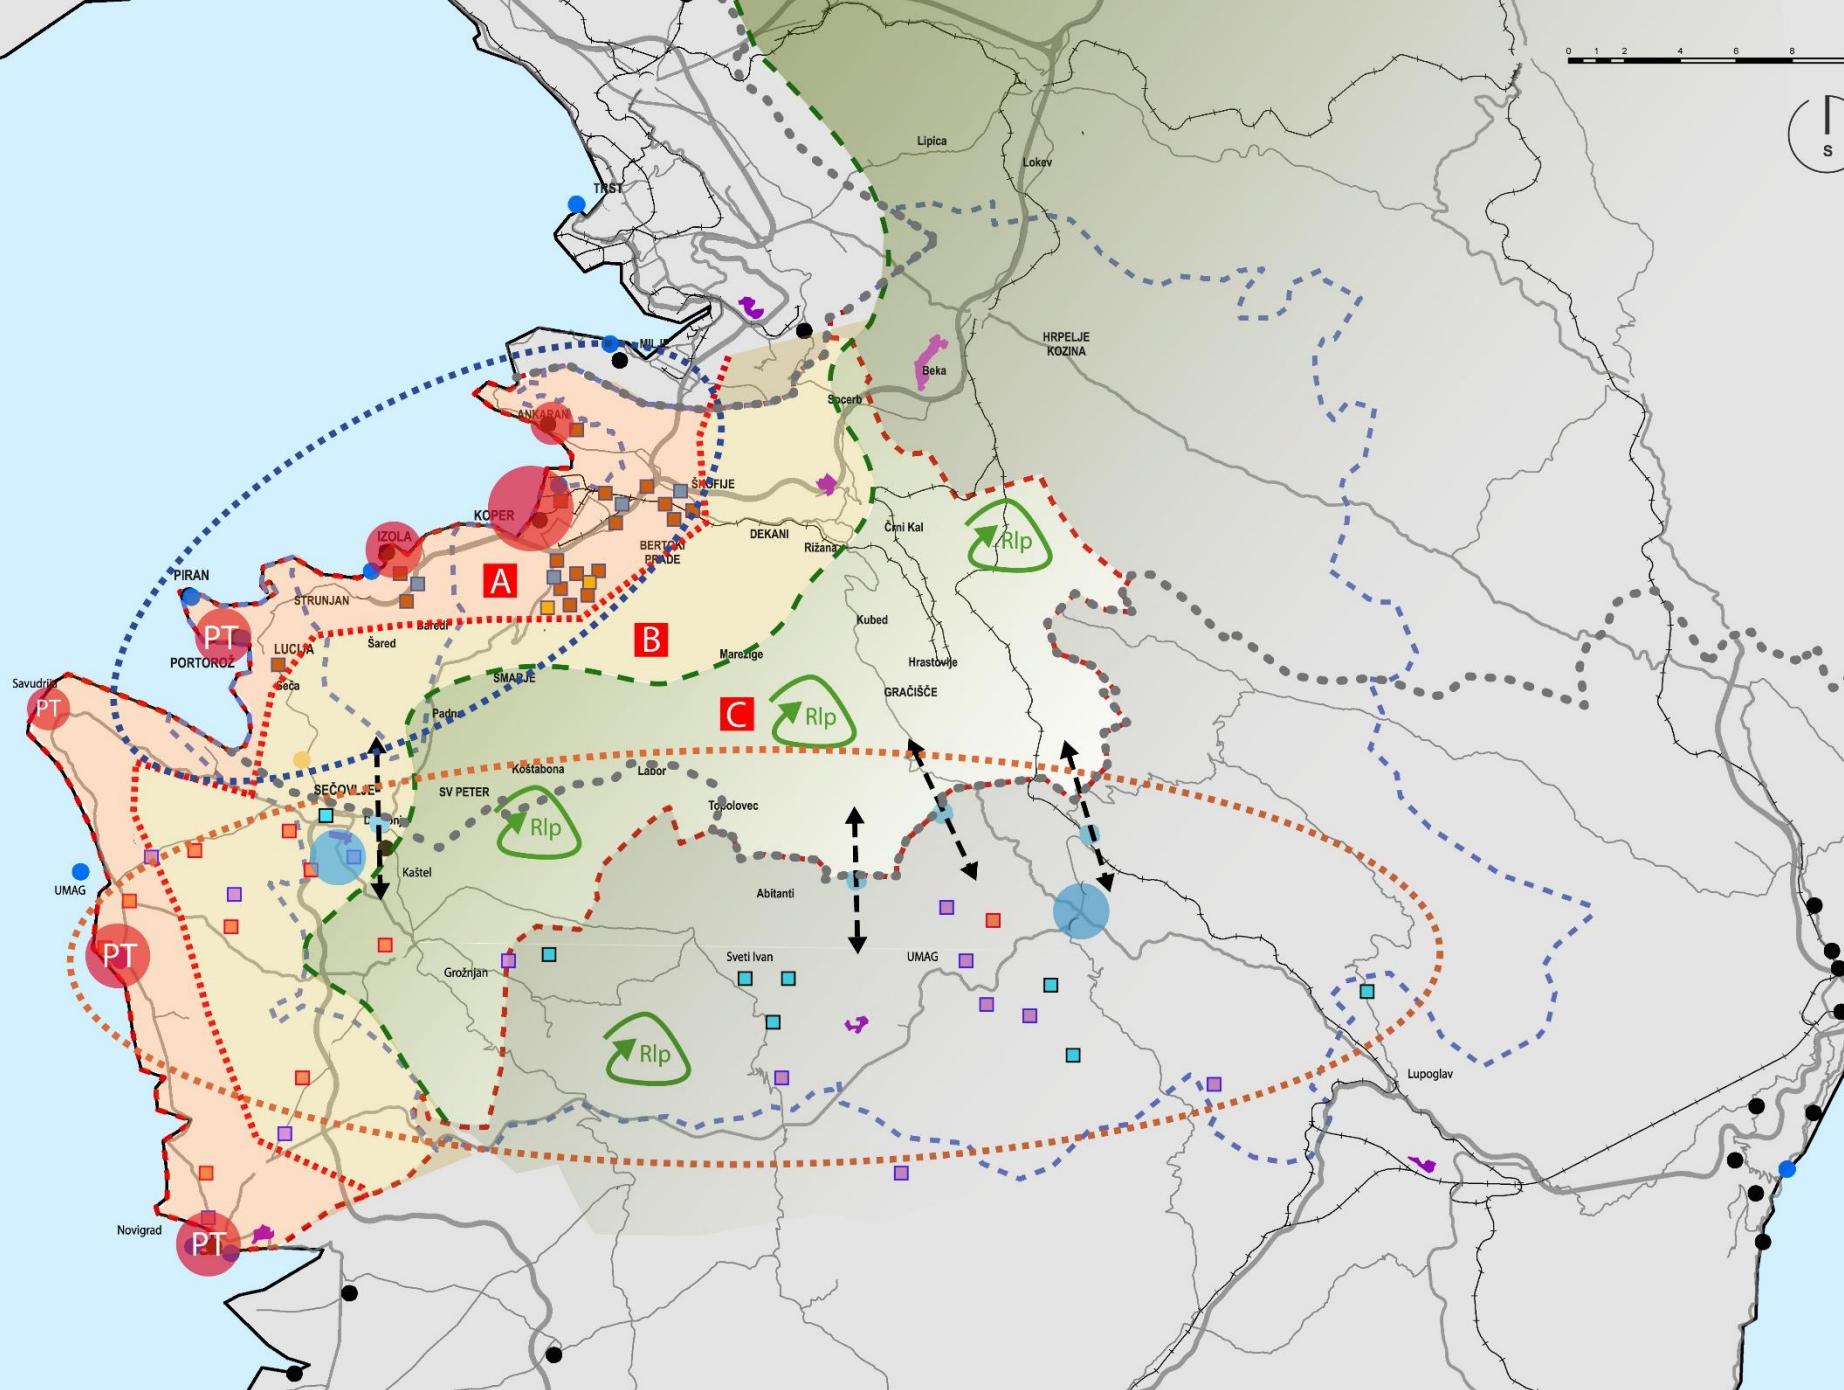 0 1 2 4 6 8
S
Lipica
Lokev
TRST
HRPELJE
KOZINA
MILJE
Beka
Socerb
ANKARAN
ŠKOFIJE
KOPER
Črni Kal
DEKANI
Rlp
IZOLA
BERTOKI
PRADE
Rižana
PIRAN
A
STRUNJAN
Kubed
Baredi
PT
B
Šared
LUCIJA
Marezige
PORTOROŽ
Hrastovlje
ŠMARJE
Savudrija
Seča
GRAČIŠČE
PT
Padna
C
Rlp
Koštabona
Labor
SEČOVLJE
SV PETER
Topolovec
Rlp
Kaštel
UMAG
Abitanti
PT
Sveti Ivan
UMAG
Grožnjan
Rlp
Lupoglav
Novigrad
PT